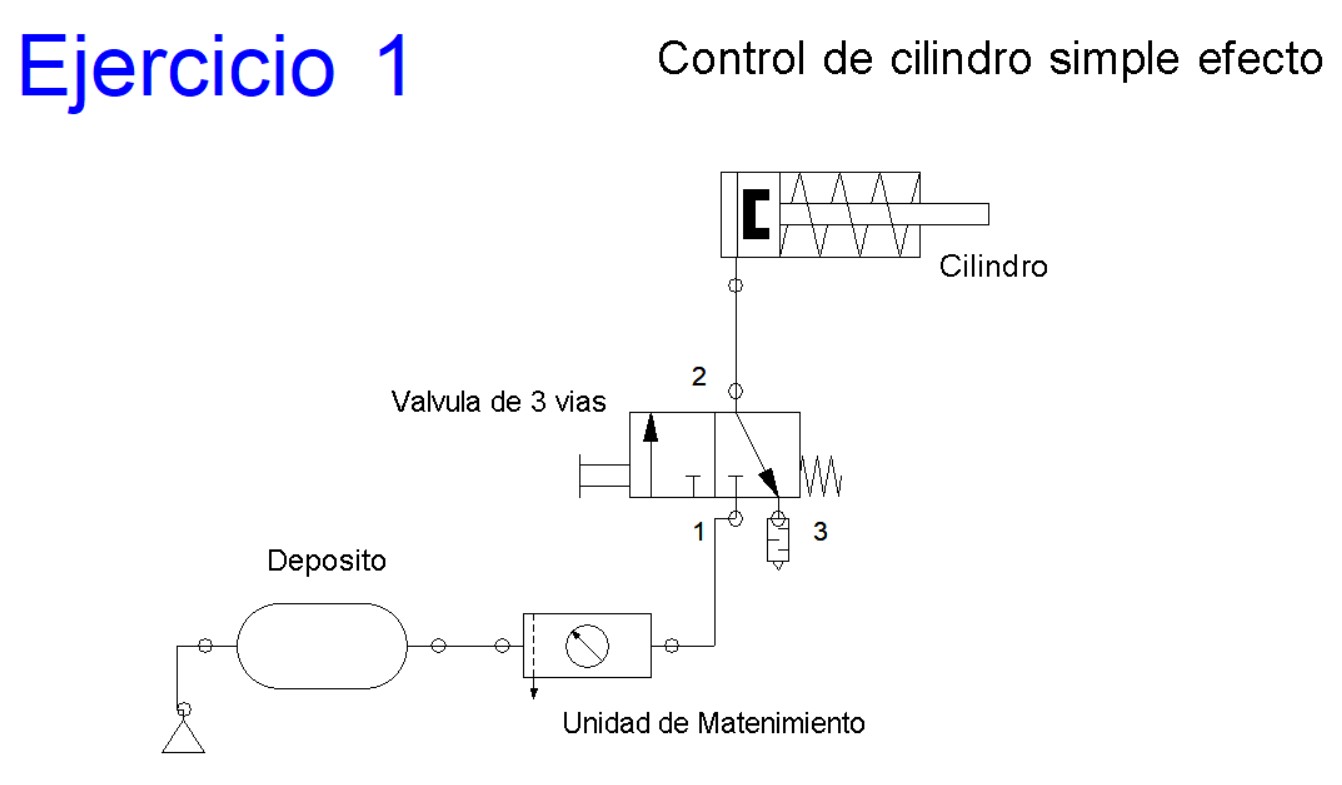 Ejercicio 1
Control de cilindro simple efecto
Cilindro
2
Valvula de 3 vias
1
3
Deposito
Unidad de Matenimiento